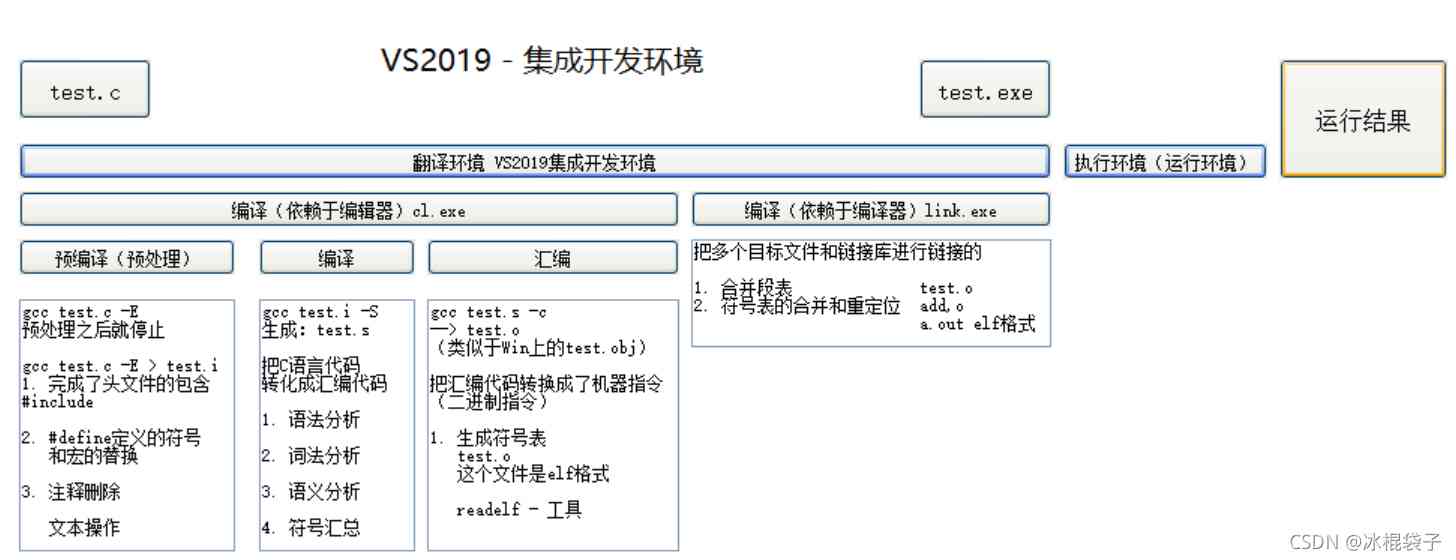 VS2019 - 集成开发环境
test.c
test.exe
运行结果
翻译环境 VS2019集成开发环境
执行环境（运行环境）
编译（依赖于编辑器）cl.exe
编译（依赖于编译器）link.exe
预编译（预处理）
编译
汇编
gcc test.c -E
预处理之后就停止
gcc test.c -E > test.i
1. 完成了头文件的包含
#include
2. #define定义的符号
和宏的替换
3. 注释删除
文本操作
gcc test.i -S
生成：test.s
把C语言代码
转化成汇编代码
1. 语法分析
2. 词法分析
3. 语义分析
4. 符号汇总
gcc test.s -c
—> test.o
（类似于Win上的test.obj）
把汇编代码转换成了机器指令
（二进制指令）
1. 生成符号表
test.o
这个文件是elf格式
readelf - 工具
把多个目标文件和链接库进行链接的
1. 合并段表 test.o
2. 符号表的合并和重定位 add,o
a.out elf格式
CSDN @冰棍袋子